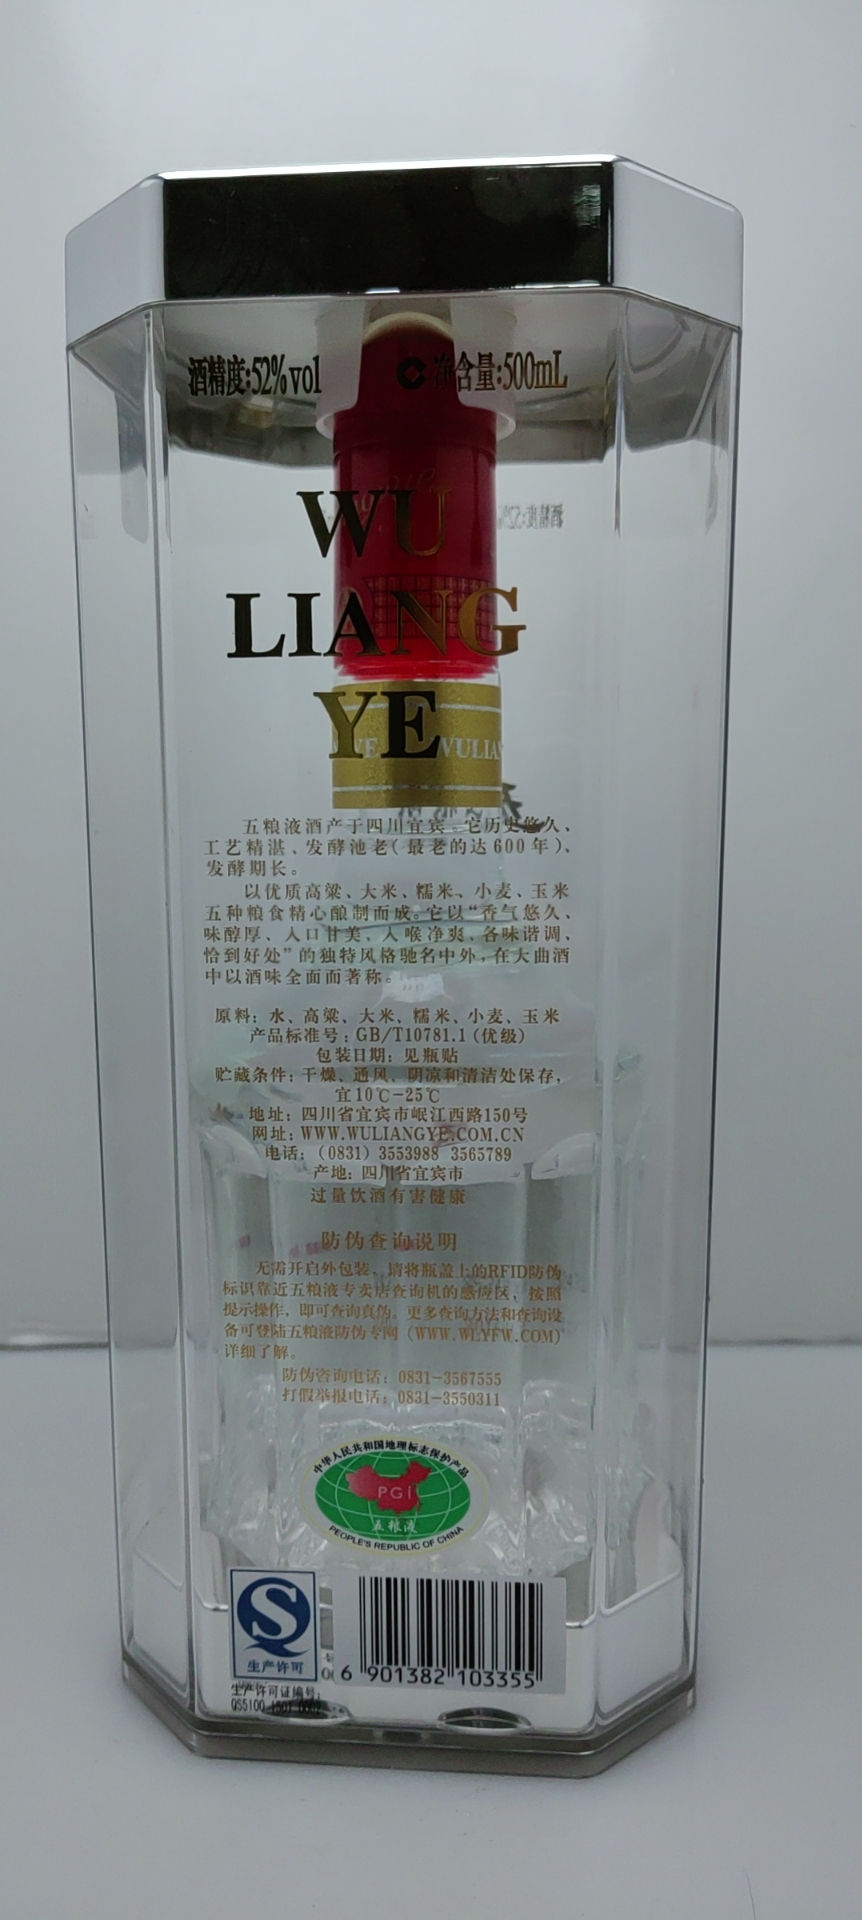 酒精度:52%vol 净含量:500mL
WU
LIANG
YE
WULIAN
五粮液酒产于四川宜宾。它历史悠久、
工艺精湛、发酵池老(最老的达600年)、
发酵期长。
以优质高粱、大米、糯米、小麦、玉米
五种粮食精心酿制而成。它以“香气悠久、
味醇厚、入口甘美、入喉净爽、各味谐调、
恰到好处”的独特风格驰名中外,在大曲酒
中以酒味全面而著称。
原料: 水、高粱、大米、糯米、小麦、玉米
产品标准号: GB/T10781.1(优级)
包装日期: 见瓶贴
贮藏条件: 干燥、通风、阴凉和清洁处保存,
宜10℃-25℃
地址: 四川省宜宾市岷江西路150号
网址: WWW.WULIANGYE.COM.CN
电话: (0831) 3553988 3565789
产地: 四川省宜宾市
过量饮酒有害健康
防伪查询说明
无需开启外包装, 请将瓶盖上的RFID防伪
标识靠近五粮液专卖店查询机的感应区, 按照
提示操作, 即可查询真伪。更多查询方法和查询设
备可登陆五粮液防伪专网 (WWW.WLYFW.COM)
详细了解。
防伪咨询电话: 0831-3567555
打假举报电话: 0831-3550311
中华人民共和国地理标志保护产品
PGI
五粮液
PEOPLE'S REPUBLIC OF CHINA
生产许可
6 901382 103355
生产许可证编号:
QS5100